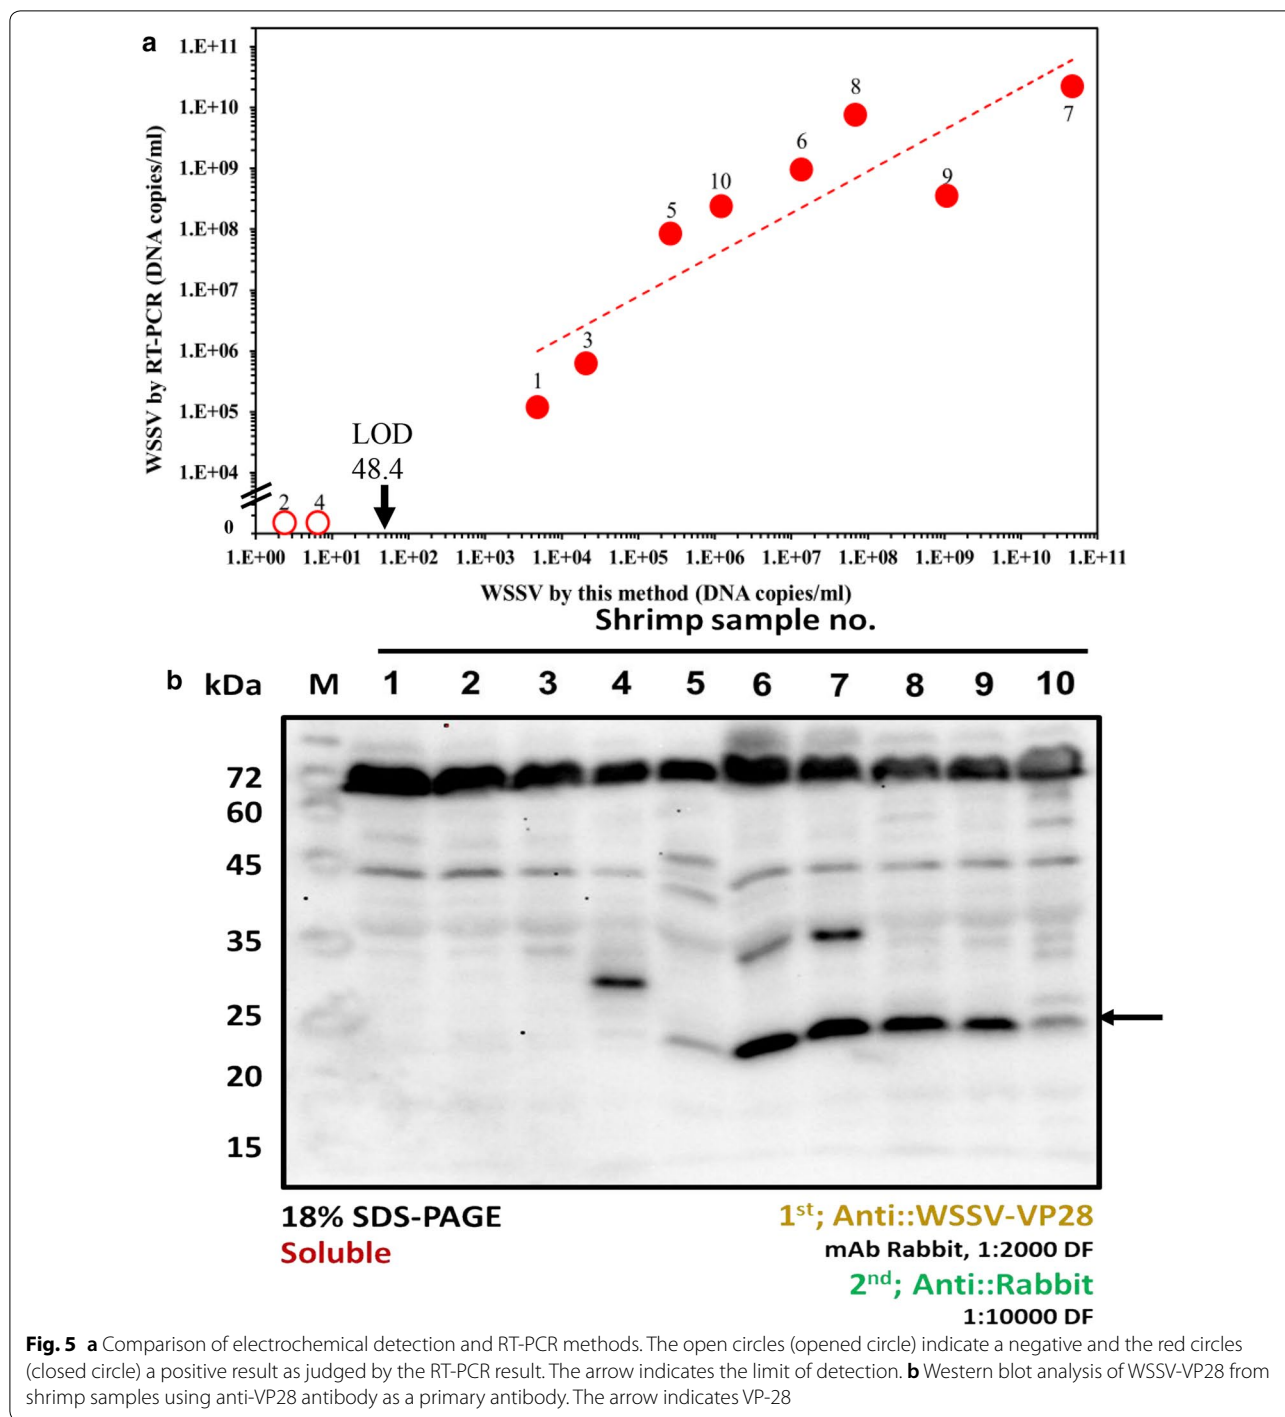 a
WSSV by RT-PCR (DNA copies/ml)
1.E+11
1.E+10
1.E+09
1.E+08
1.E+07
1.E+06
1.E+05
1.E+04
0
8
7
6
9
10
5
3
1
LOD
48.4
2 4
1.E+00 1.E+01 1.E+02 1.E+03 1.E+04 1.E+05 1.E+06 1.E+07 1.E+08 1.E+09 1.E+10 1.E+11
WSSV by this method (DNA copies/ml)
Shrimp sample no.
b kDa M 1 2 3 4 5 6 7 8 9 10
72
60
45
35
25
20
15
18% SDS-PAGE
Soluble
1st; Anti::WSSV-VP28
mAb Rabbit, 1:2000 DF
2nd; Anti::Rabbit
1:10000 DF
Fig. 5 a Comparison of electrochemical detection and RT-PCR methods. The open circles (opened circle) indicate a negative and the red circles
(closed circle) a positive result as judged by the RT-PCR result. The arrow indicates the limit of detection. b Western blot analysis of WSSV-VP28 from
shrimp samples using anti-VP28 antibody as a primary antibody. The arrow indicates VP-28